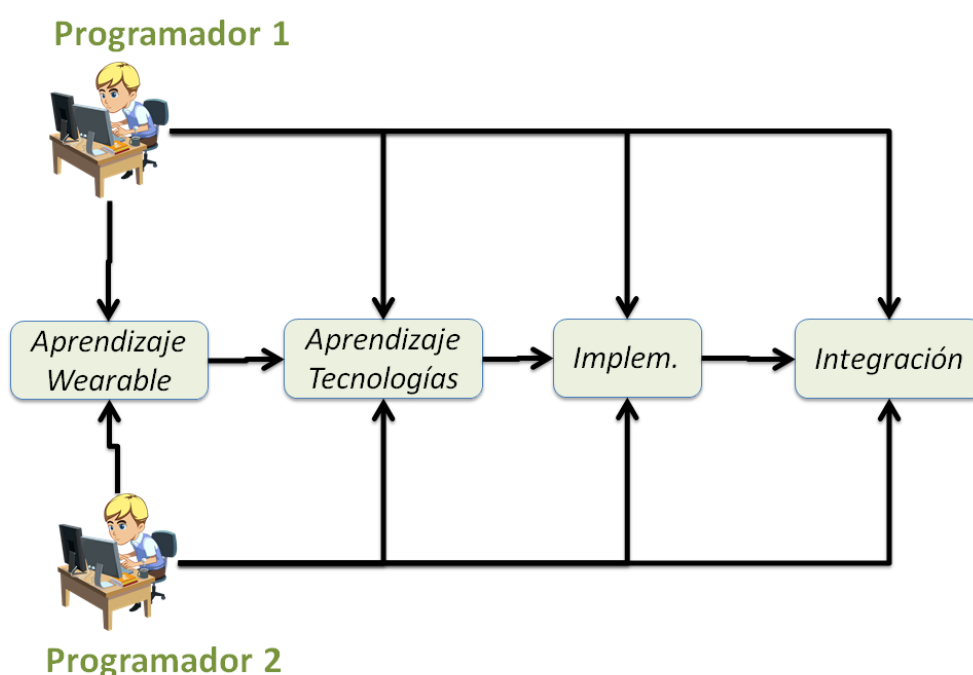 Programador 1
Aprendizaje
Wearable
Aprendizaje
Tecnologías
Implem.
Integración
Programador 2